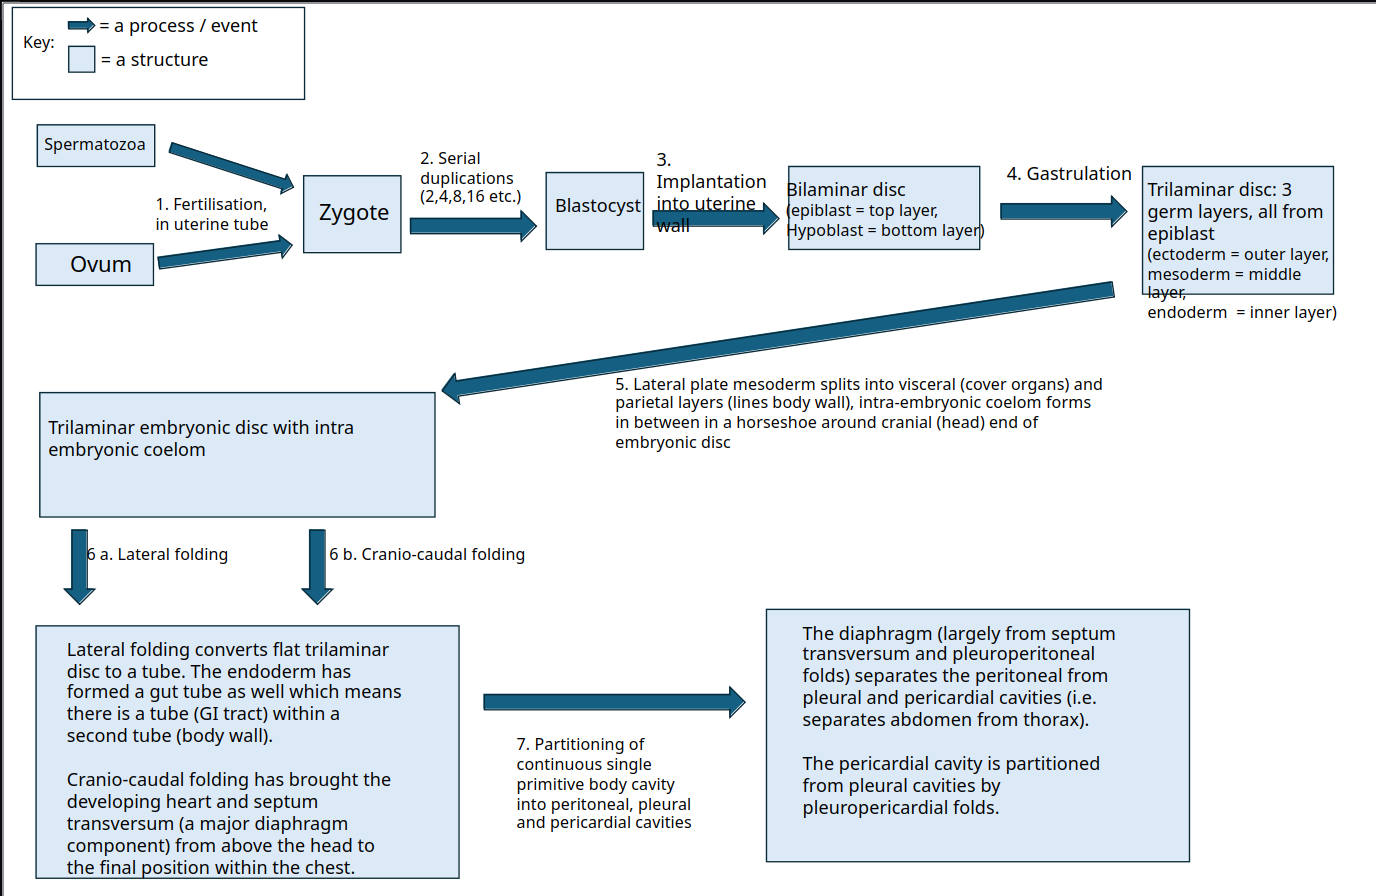 Key:
= a process / event
= a structure
Spermatozoa
1. Fertilisation,
in uterine tube
Ovum
Zygote
2. Serial
duplications
(2,4,8,16 etc.)
Blastocyst
3.
Implantation
into uterine
wall
Bilaminar disc
(epiblast = top layer,
Hypoblast = bottom layer)
4. Gastrulation
Trilaminar disc: 3
germ layers, all from
epiblast
(ectoderm = outer layer,
mesoderm = middle
layer,
endoderm = inner layer)
5. Lateral plate mesoderm splits into visceral (cover organs) and
parietal layers (lines body wall), intra-embryonic coelom forms
in between in a horseshoe around cranial (head) end of
embryonic disc
Trilaminar embryonic disc with intra
embryonic coelom
6 a. Lateral folding
6 b. Cranio-caudal folding
Lateral folding converts flat trilaminar
disc to a tube. The endoderm has
formed a gut tube as well which means
there is a tube (GI tract) within a
second tube (body wall).
Cranio-caudal folding has brought the
developing heart and septum
transversum (a major diaphragm
component) from above the head to
the final position within the chest.
7. Partitioning of
continuous single
primitive body cavity
into peritoneal, pleural
and pericardial cavities
The diaphragm (largely from septum
transversum and pleuroperitoneal
folds) separates the peritoneal from
pleural and pericardial cavities (i.e.
separates abdomen from thorax).
The pericardial cavity is partitioned
from pleural cavities by
pleuropericardial folds.